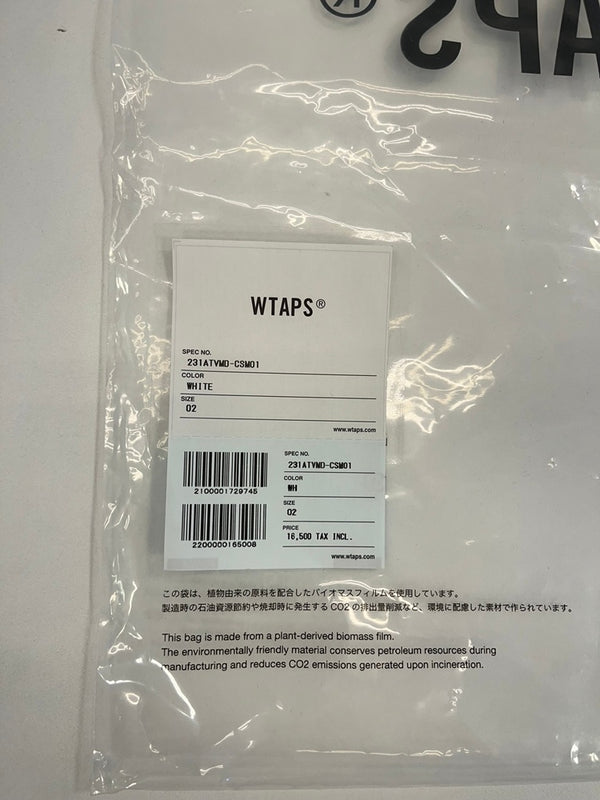 WTAPS®
WTAPS®
SPEC NO.
231ATVMD-CSM01
COLOR
WHITE
SIZE
02
www.wtaps.com
2100001729745
2200000165008
SPEC NO.
231ATVMD-CSM01
COLOR
WH
SIZE
02
PRICE
16,500 TAX INCL.
www.wtaps.com
この袋は、植物由来の原料を配合したバイオマスフィルムを使用しています。
製造時の石油資源節約や焼却時に発生する CO2 の排出量削減など、環境に配慮した素材で作られています。
This bag is made from a plant-derived biomass film.
The environmentally friendly material conserves petroleum resources during
manufacturing and reduces CO2 emissions generated upon incineration.